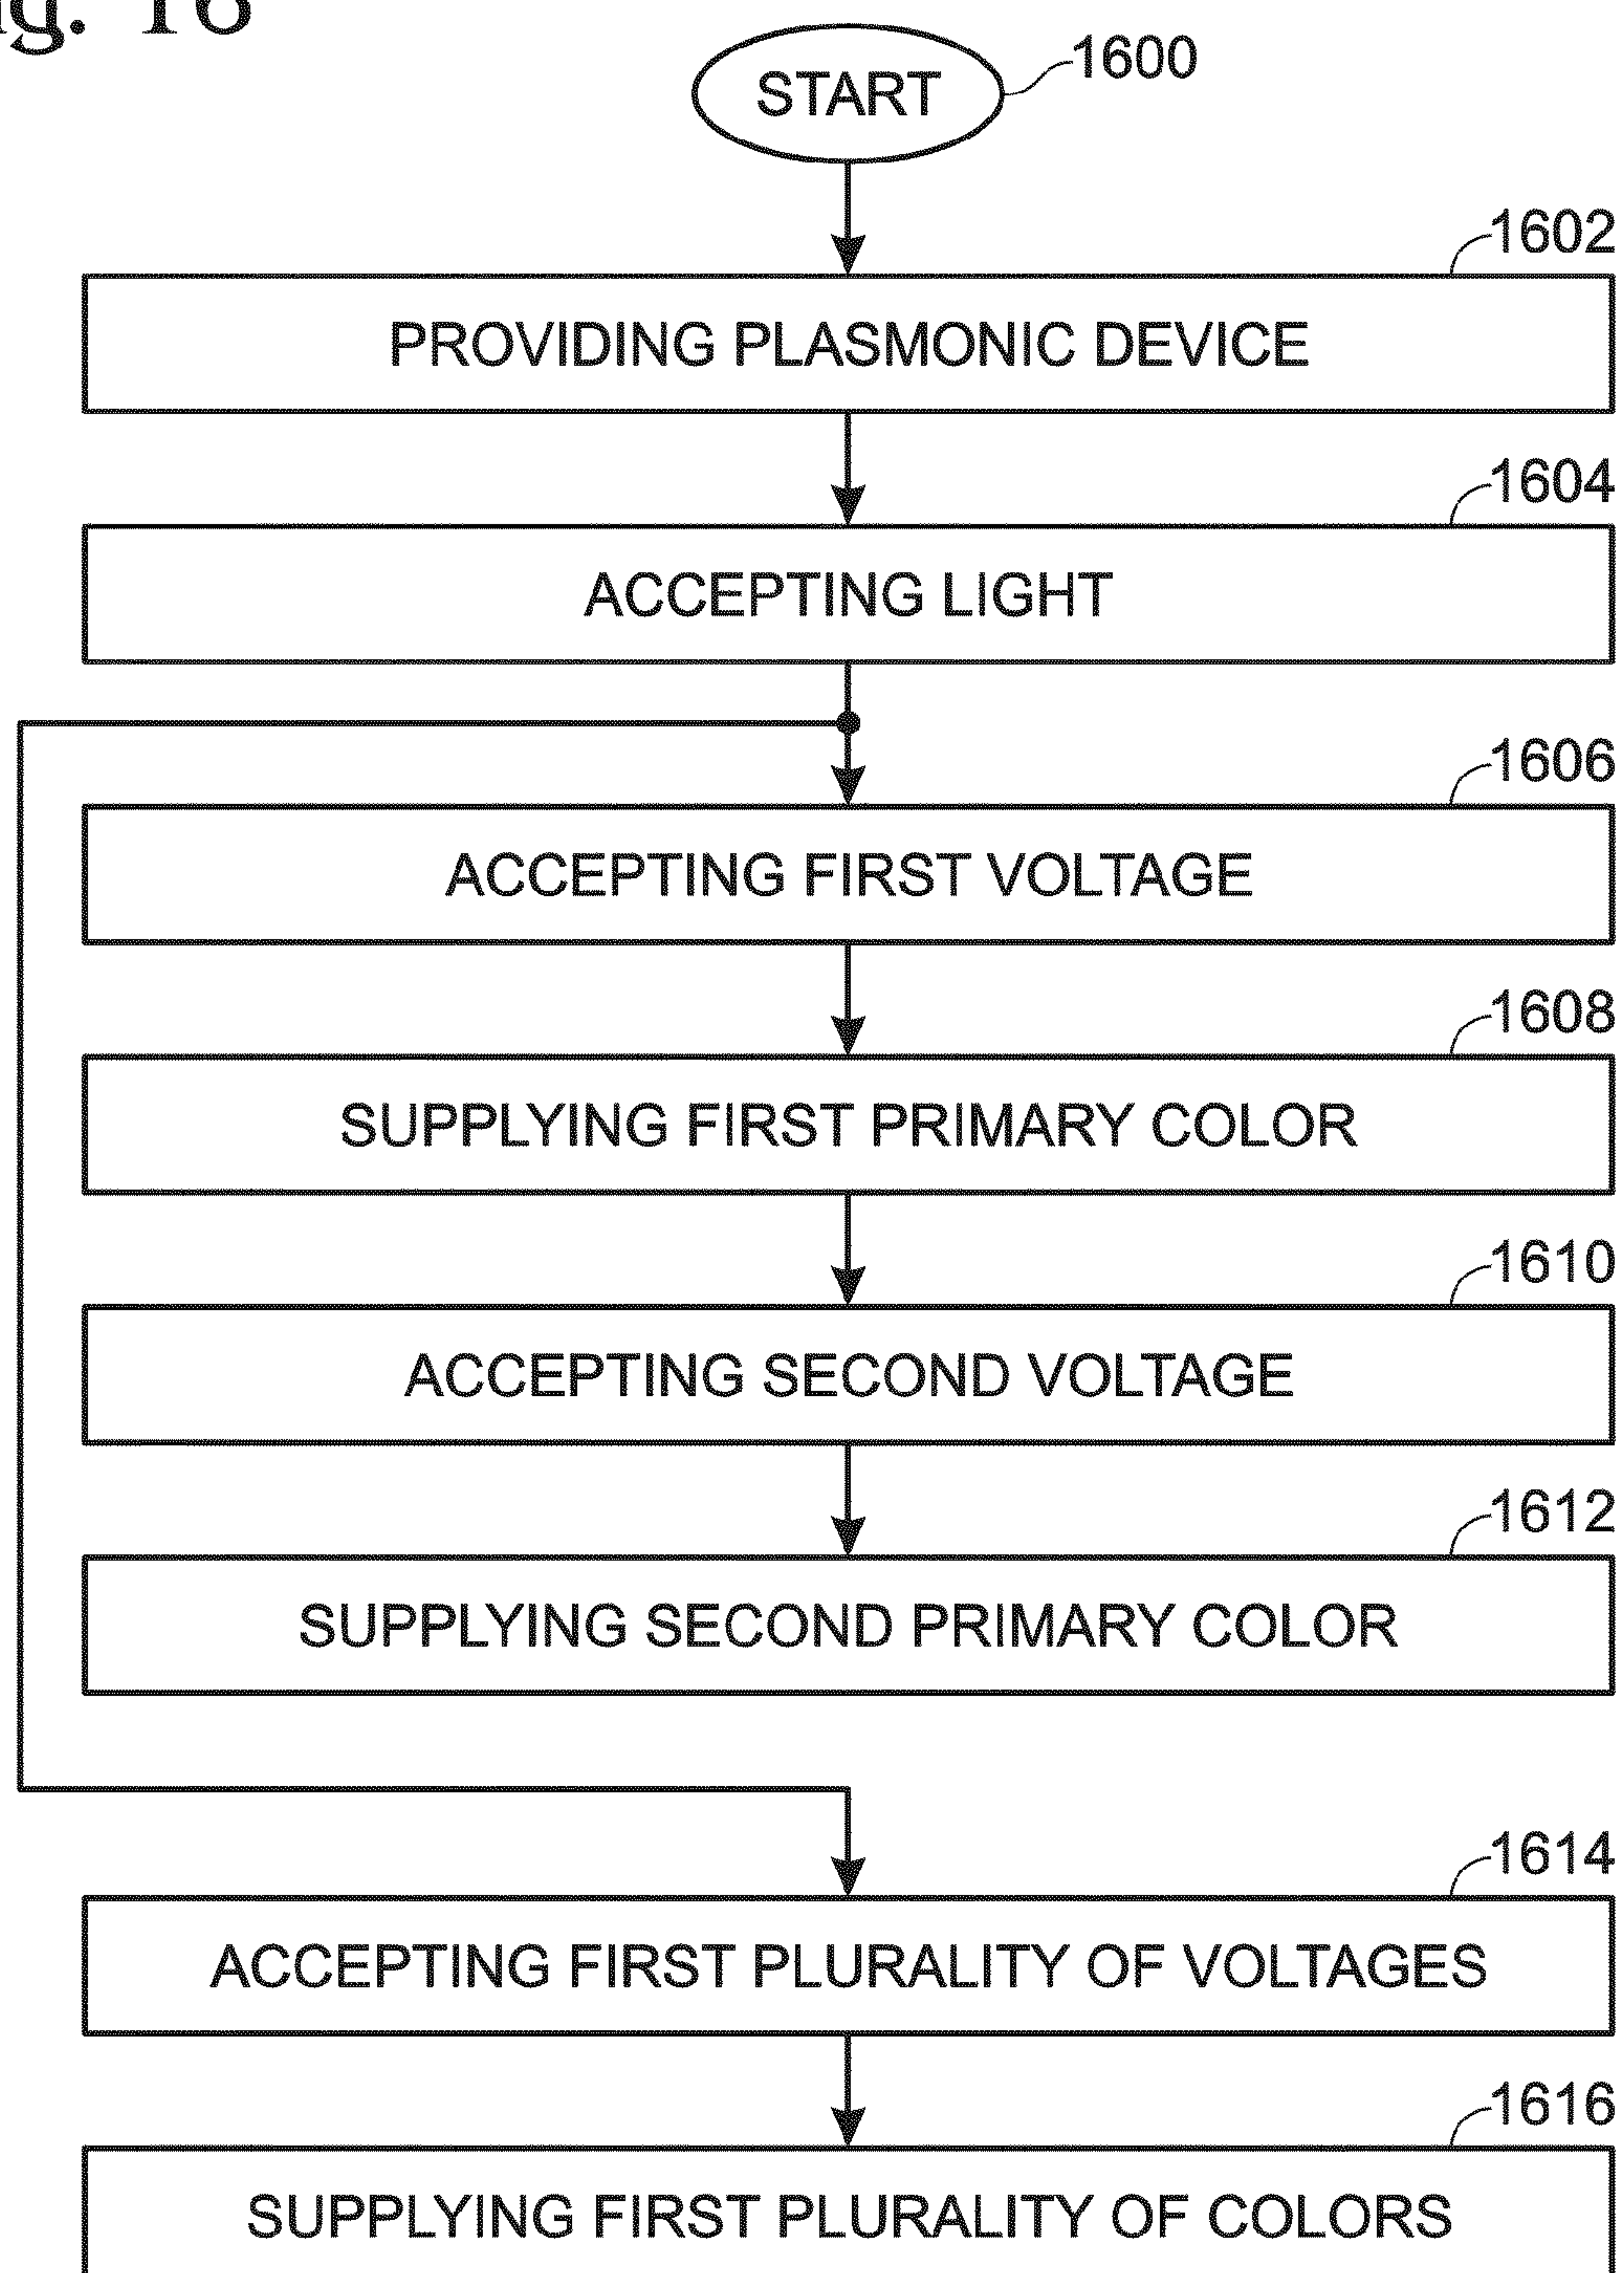 16
START
1600
1602
PROVIDING PLASMONIC DEVICE
1604
ACCEPTING LIGHT
1606
ACCEPTING FIRST VOLTAGE
1608
SUPPLYING FIRST PRIMARY COLOR
1610
ACCEPTING SECOND VOLTAGE
1612
SUPPLYING SECOND PRIMARY COLOR
1614
ACCEPTING FIRST PLURALITY OF VOLTAGES
1616
SUPPLYING FIRST PLURALITY OF COLORS